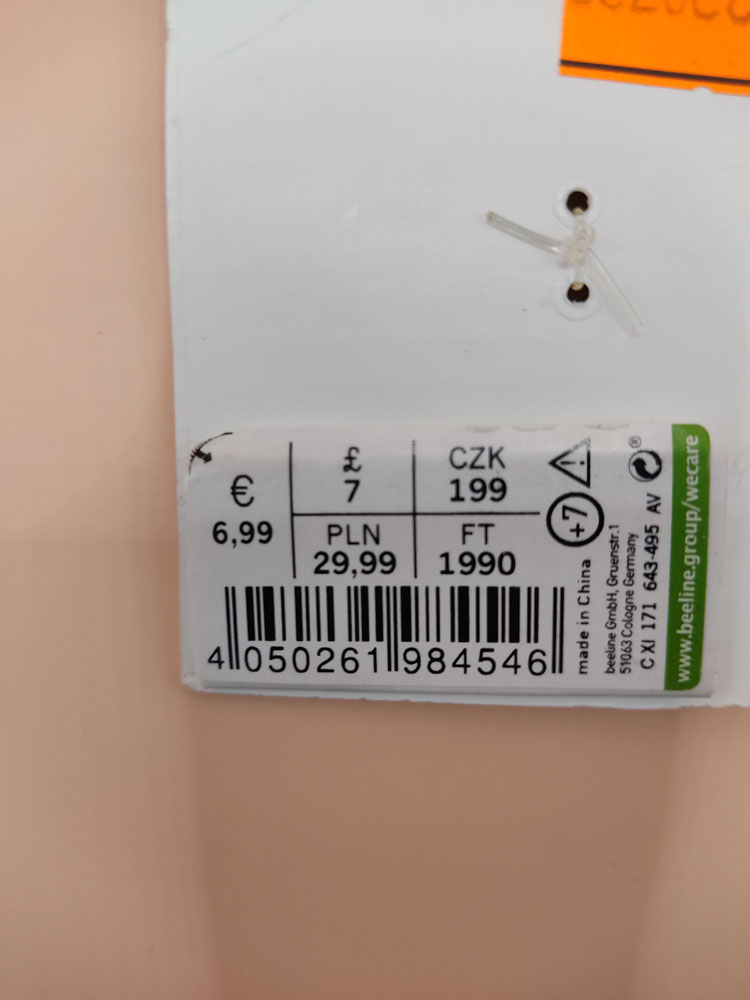 €
6,99
£
7
CZK
199
PLN
29,99
FT
1990
4 050261 984546
+7
made in China
beeline GmbH, Gruenstr.1
51063 Cologne Germany
C XI 171 643-495 AV
®
www.beeline.group/wecare